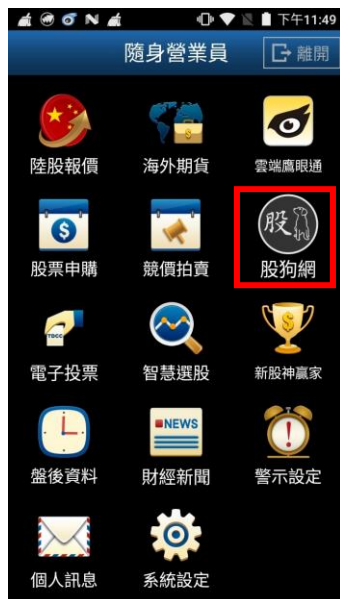 下午11:49
隨身營業員
離開
陸股報價 海外期貨 雲端鷹眼通
股
股票申購 競價拍賣 股狗網
TDCC
電子投票 智慧選股 新股神贏家
NEWS
盤後資料 財經新聞 警示設定
個人訊息 系統設定